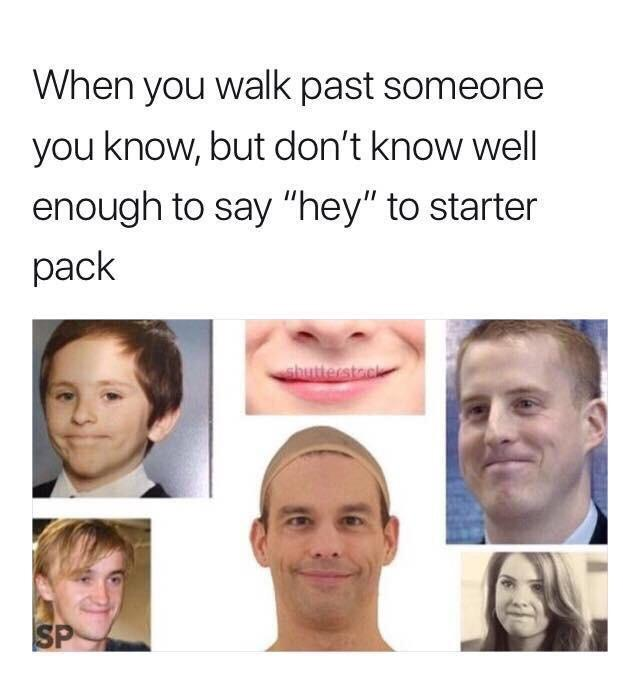 When you walk past someone
you know, but don’t know well
enough to say “hey” to starter
pack
shutterstock
SP